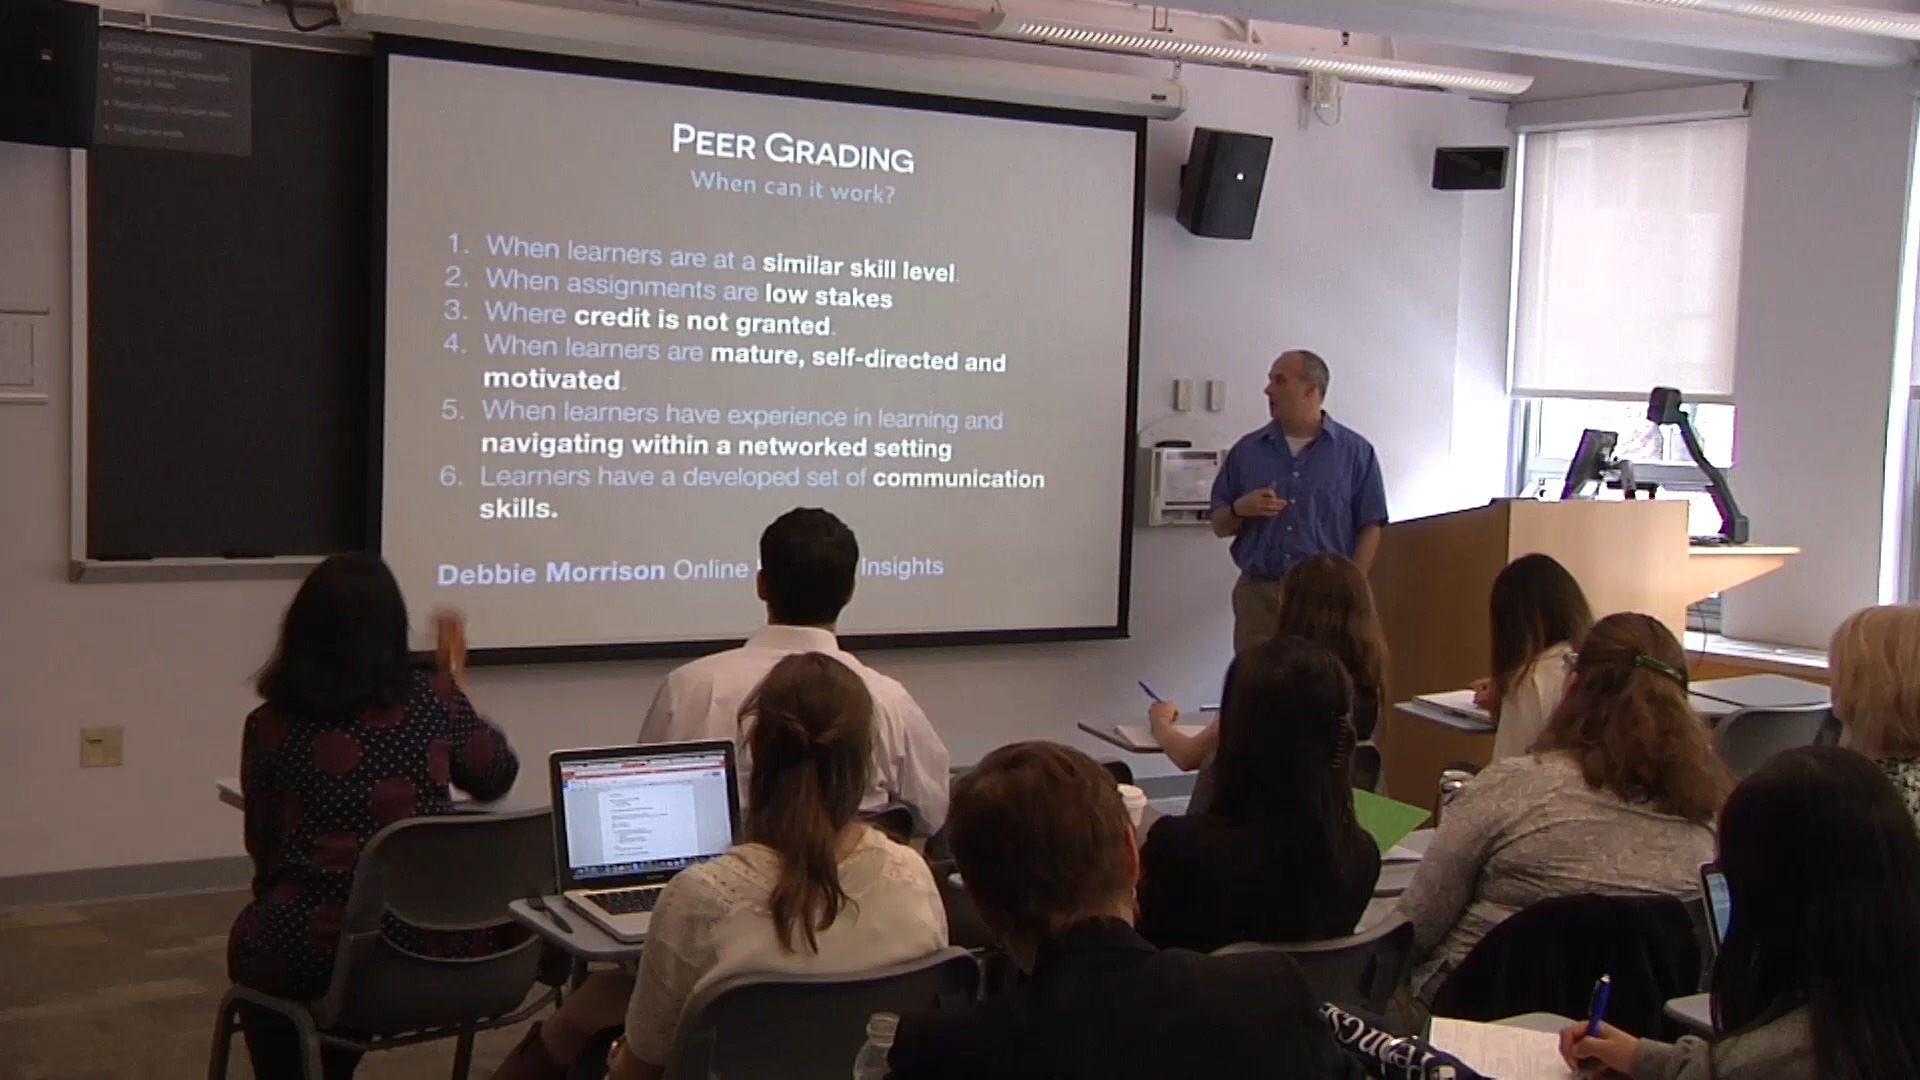 CLASSROOM COURTESY
PEER GRADING
When can it work?
1. When learners are at a similar skill level.
2. When assignments are low stakes
3. Where credit is not granted.
4. When learners are mature, self-directed and
motivated.
5. When learners have experience in learning and
navigating within a networked setting
6. Learners have a developed set of communication
skills.
Debbie Morrison Online Insights